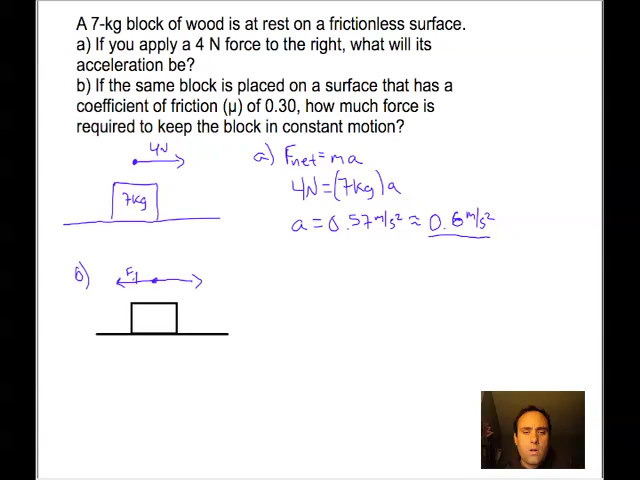 A 7-kg block of wood is at rest on a frictionless surface.
a) If you apply a 4 N force to the right, what will its
acceleration be?
b) If the same block is placed on a surface that has a
coefficient of friction (μ) of 0.30, how much force is
required to keep the block in constant motion?
4N
a) Fnet = ma
7kg
4N = (7kg)a
a = 0.57 m/s² ≈ 0.6 m/s²
b)